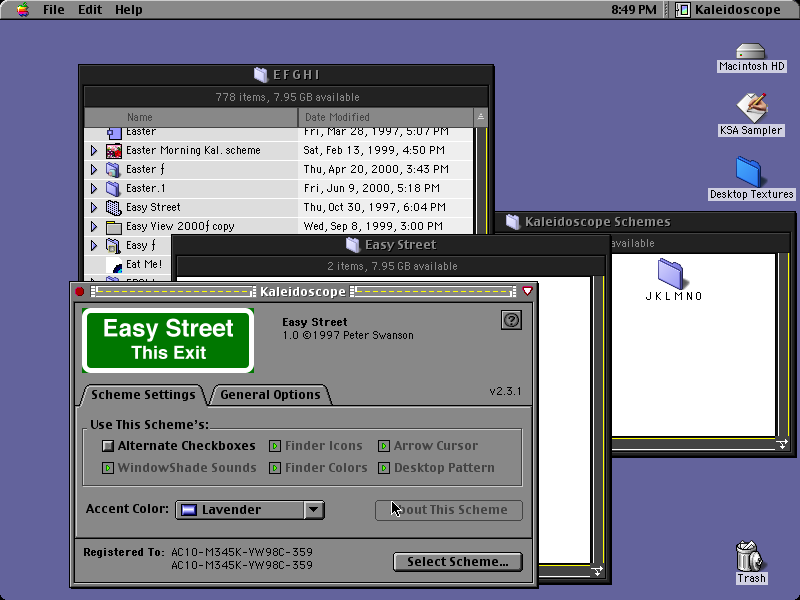 File Edit Help 8:49 PM Kaleidoscope
Macintosh HD
KSA Sampler
Desktop Textures
Trash
E F G H I
778 items, 7.95 GB available
Name Date Modified
Easter Fri, Mar 28, 1997, 5:07 PM
Easter Morning Kal. scheme Sat, Feb 13, 1999, 4:50 PM
Easter ƒ Thu, Apr 20, 2000, 3:43 PM
Easter.1 Fri, Jun 9, 2000, 5:18 PM
Easy Street Thu, Oct 30, 1997, 6:04 PM
Easy View 2000ƒ copy Wed, Sep 8, 1999, 3:00 PM
Easy ƒ
Eat Me!
Kaleidoscope Schemes
available
J K L M N O
Easy Street
2 items, 7.95 GB available
Kaleidoscope
Easy Street
This Exit
Easy Street
1.0 ©1997 Peter Swanson
?
Scheme Settings General Options v2.3.1
Use This Scheme's:
Alternate Checkboxes Finder Icons Arrow Cursor
WindowShade Sounds Finder Colors Desktop Pattern
Accent Color: Lavender About This Scheme
Registered To: AC10-M345K-YW98C-359
AC10-M345K-YW98C-359
Select Scheme...